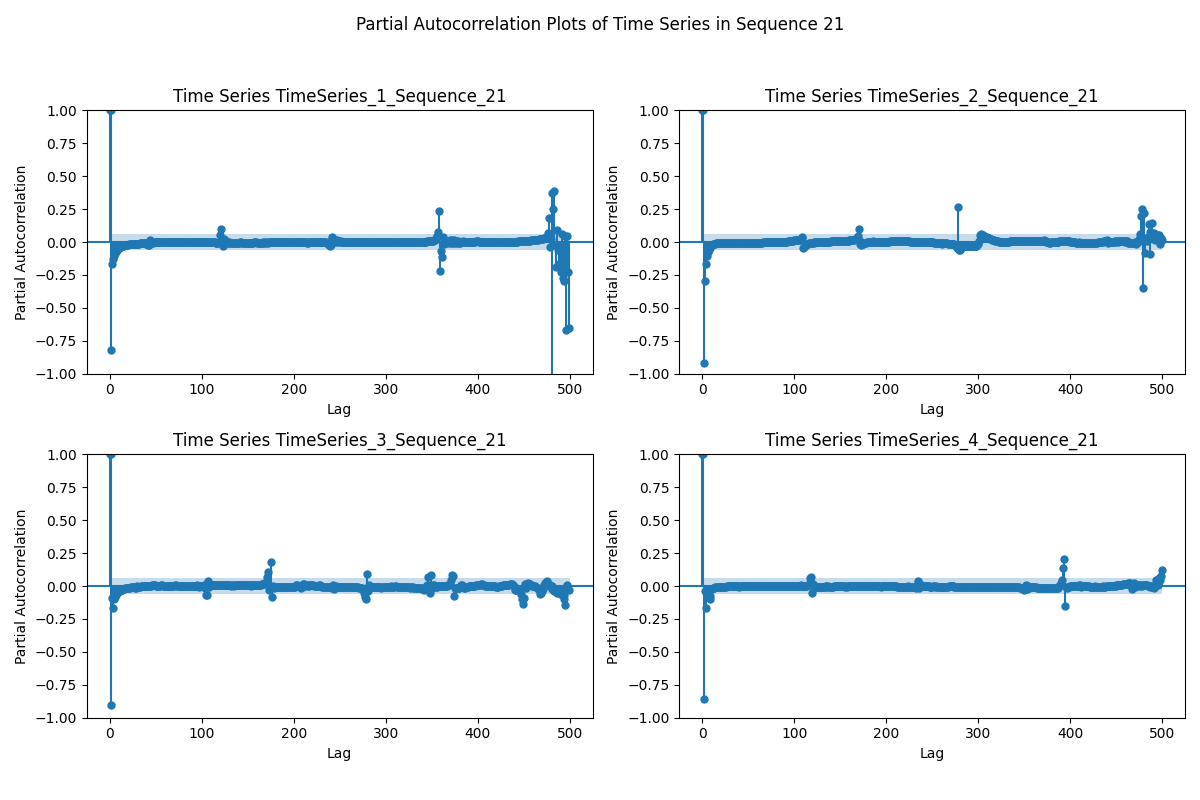 Partial Autocorrelation Plots of Time Series in Sequence 21
Time Series TimeSeries_1_Sequence_21
Partial Autocorrelation
1.00
0.75
0.50
0.25
0.00
−0.25
−0.50
−0.75
−1.00
0 100 200 300 400 500
Lag
Time Series TimeSeries_2_Sequence_21
Partial Autocorrelation
1.00
0.75
0.50
0.25
0.00
−0.25
−0.50
−0.75
−1.00
0 100 200 300 400 500
Lag
Time Series TimeSeries_3_Sequence_21
Partial Autocorrelation
1.00
0.75
0.50
0.25
0.00
−0.25
−0.50
−0.75
−1.00
0 100 200 300 400 500
Lag
Time Series TimeSeries_4_Sequence_21
Partial Autocorrelation
1.00
0.75
0.50
0.25
0.00
−0.25
−0.50
−0.75
−1.00
0 100 200 300 400 500
Lag